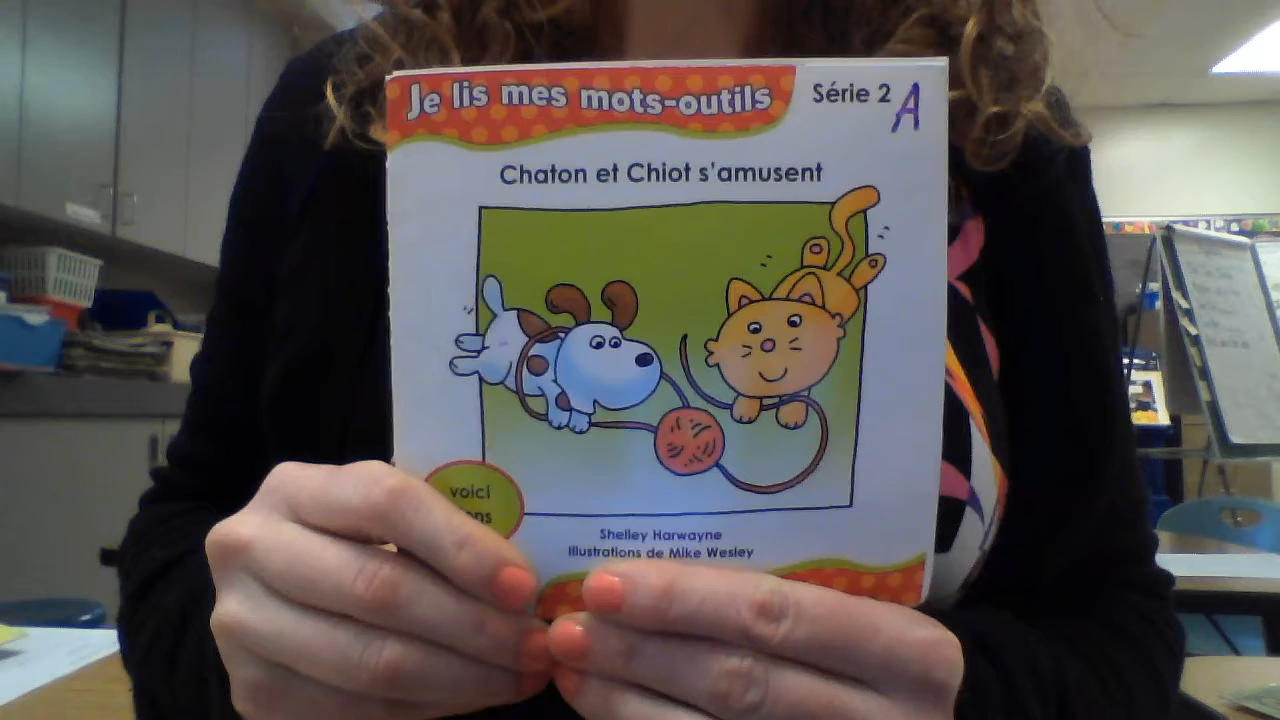 Je lis mes mots-outils
Série 2 A
Chaton et Chiot s'amusent
voici
Shelley Harwayne
Illustrations de Mike Wesley